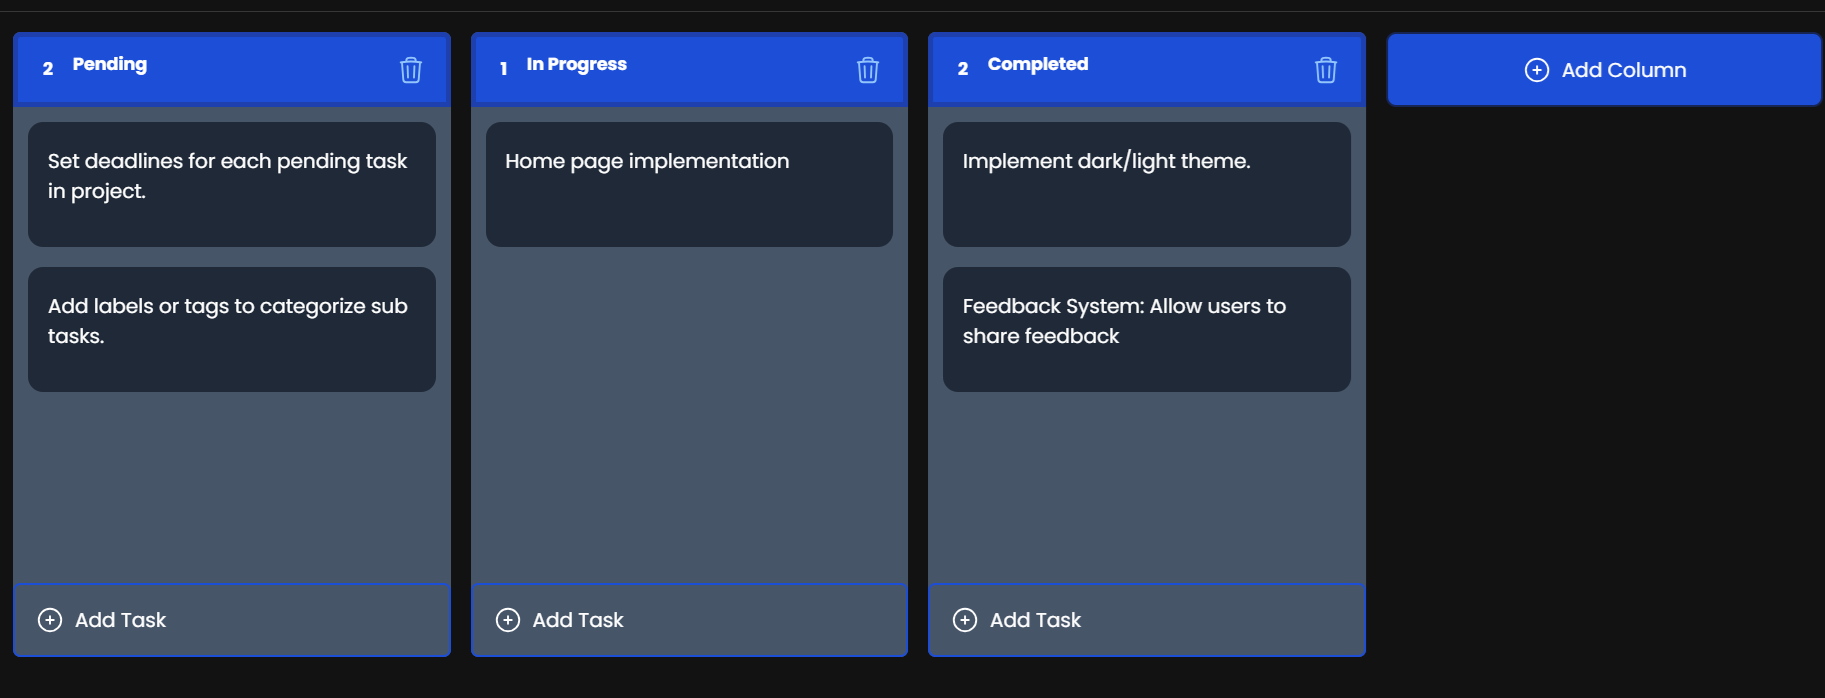 2 Pending
Set deadlines for each pending task
in project.
Add labels or tags to categorize sub
tasks.
Add Task
1 In Progress
Home page implementation
Add Task
2 Completed
Implement dark/light theme.
Feedback System: Allow users to
share feedback
Add Task
Add Column